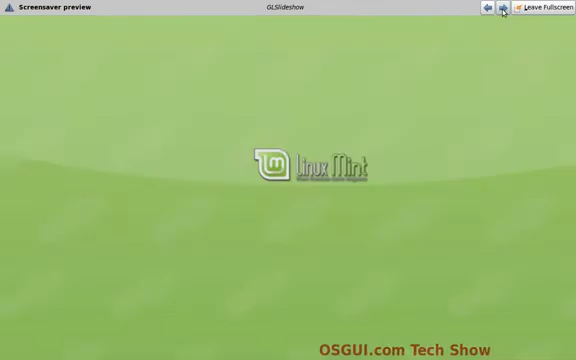 Screensaver preview
GLSlideshow
Leave Fullscreen
Linux Mint
OSGUI.com Tech Show